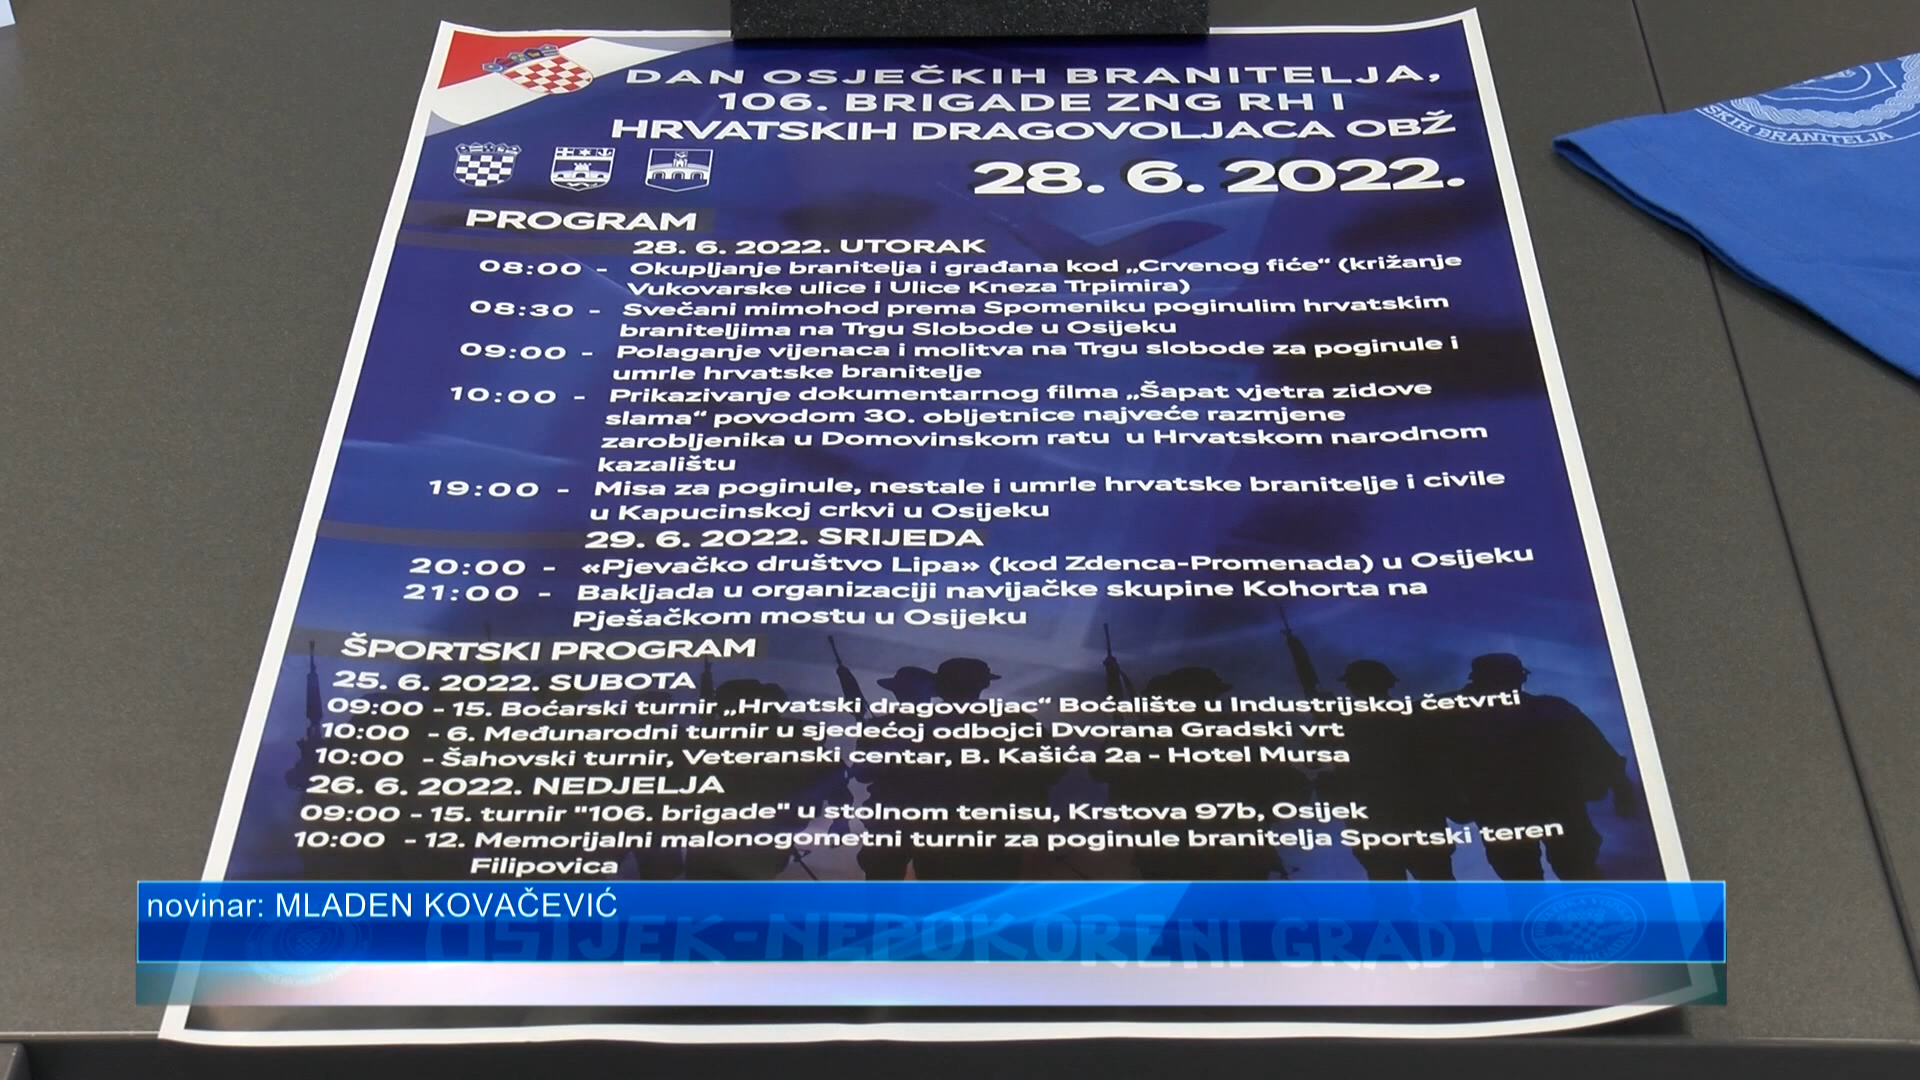 DAN OSJEČKIH BRANITELJA,
106. BRIGADE ZNG RH I
HRVATSKIH DRAGOVOLJACA OBŽ
28. 6. 2022.
PROGRAM
28. 6. 2022. UTORAK
08:00 - Okupljanje branitelja i građana kod „Crvenog fiće“ (križanje
Vukovarske ulice i Ulice Kneza Trpimira)
08:30 - Svečani mimohod prema Spomeniku poginulim hrvatskim
braniteljima na Trgu Slobode u Osijeku
09:00 - Polaganje vijenaca i molitva na Trgu slobode za poginule i
umrle hrvatske branitelje
10:00 - Prikazivanje dokumentarnog filma „Šapat vjetra zidove
slama“ povodom 30. obljetnice najveće razmjene
zarobljenika u Domovinskom ratu u Hrvatskom narodnom
kazalištu
19:00 - Misa za poginule, nestale i umrle hrvatske branitelje i civile
u Kapucinskoj crkvi u Osijeku
29. 6. 2022. SRIJEDA
20:00 - «Pjevačko društvo Lipa» (kod Zdenca-Promenada) u Osijeku
21:00 - Bakljada u organizaciji navijačke skupine Kohorta na
Pješačkom mostu u Osijeku
ŠPORTSKI PROGRAM
25. 6. 2022. SUBOTA
09:00 - 15. Boćarski turnir „Hrvatski dragovoljac“ Boćalište u Industrijskoj četvrti
10:00 - 6. Međunarodni turnir u sjedećoj odbojci Dvorana Gradski vrt
10:00 - Šahovski turnir, Veteranski centar, B. Kašića 2a - Hotel Mursa
26. 6. 2022. NEDJELJA
09:00 - 15. turnir "106. brigade" u stolnom tenisu, Krstova 97b, Osijek
10:00 - 12. Memorijalni malonogometni turnir za poginule branitelja Sportski teren
Filipovica
OSIJEK-NEPOKORENI GRAD!
novinar: MLADEN KOVAČEVIĆ
BRANITELJA